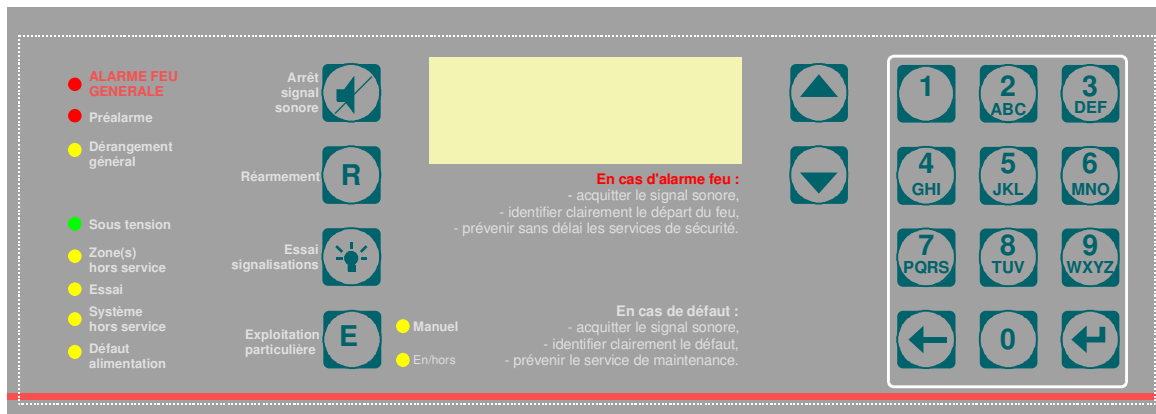 ALARME FEU
GENERALE
Préalarme
Dérangement
général
Sous tension
Zone(s)
hors service
Essai
Système
hors service
Défaut
alimentation
Arrêt
signal
sonore
Réarmement
R
Essai
signalisations
Exploitation
particulière
E
Manuel
En/hors
En cas d'alarme feu :
- acquitter le signal sonore,
- identifier clairement le départ du feu,
- prévenir sans délai les services de sécurité.
En cas de défaut :
- acquitter le signal sonore,
- identifier clairement le défaut,
- prévenir le service de maintenance.
1
2
ABC
3
DEF
4
GHI
5
JKL
6
MNO
7
PQRS
8
TUV
9
WXYZ
0